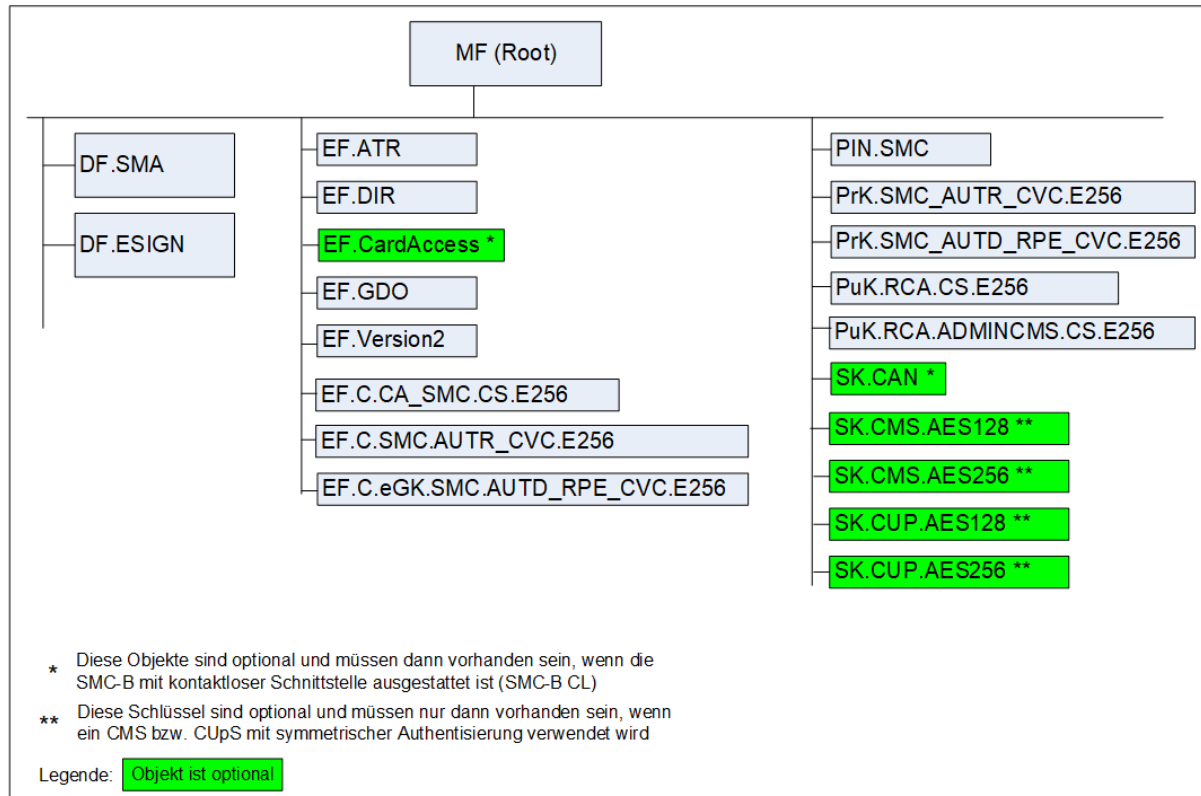 MF (Root)
DF.SMA
DF.ESIGN
EF.ATR
EF.DIR
EF.CardAccess *
EF.GDO
EF.Version2
EF.C.CA_SMC.CS.E256
EF.C.SMC.AUTR_CVC.E256
EF.C.eGK.SMC.AUTD_RPE_CVC.E256
PIN.SMC
PrK.SMC_AUTR_CVC.E256
PrK.SMC_AUTD_RPE_CVC.E256
PuK.RCA.CS.E256
PuK.RCA.ADMINCMS.CS.E256
SK.CAN *
SK.CMS.AES128 **
SK.CMS.AES256 **
SK.CUP.AES128 **
SK.CUP.AES256 **
* Diese Objekte sind optional und müssen dann vorhanden sein, wenn die
SMC-B mit kontaktloser Schnittstelle ausgestattet ist (SMC-B CL)
** Diese Schlüssel sind optional und müssen nur dann vorhanden sein, wenn
ein CMS bzw. CUpS mit symmetrischer Authentisierung verwendet wird
Legende: Objekt ist optional